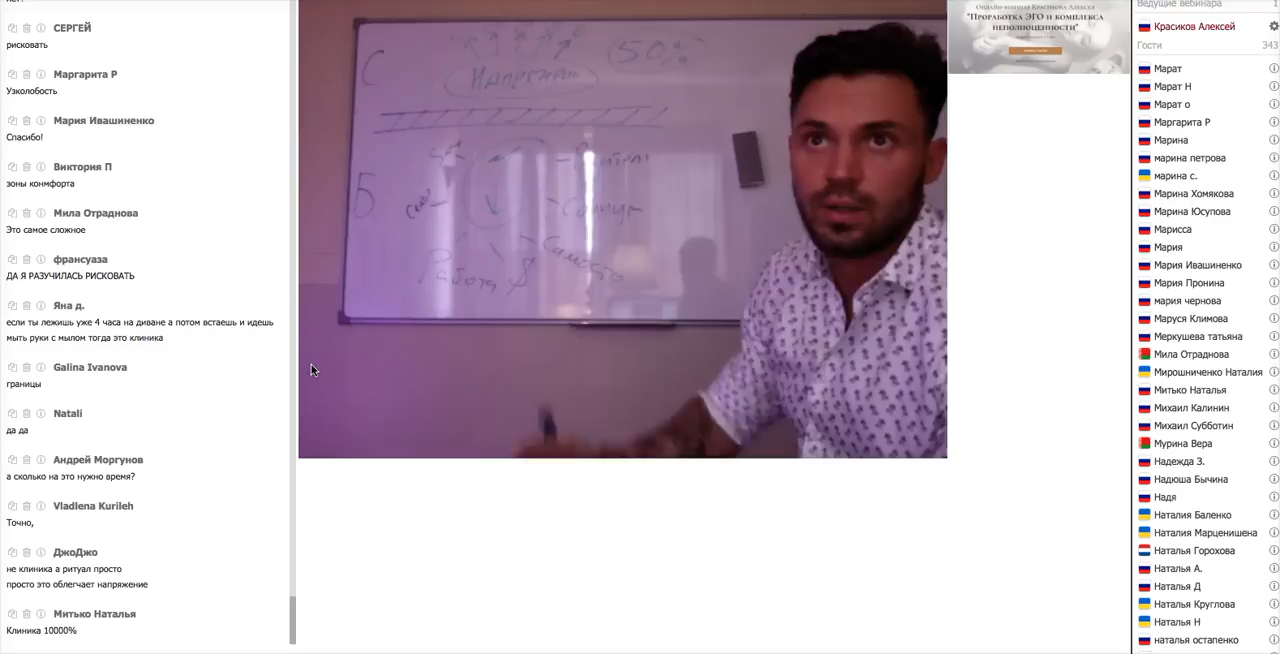 СЕРГЕЙ
рисковать
Маргарита Р
Узколобость
Мария Ивашиненко
Спасибо!
Виктория П
зоны конмфорта
Мила Отраднова
Это самое сложное
франсуаза
ДА Я РАЗУЧИЛАСЬ РИСКОВАТЬ
Яна д.
если ты лежишь уже 4 часа на диване а потом встаешь и идешь
мыть руки с мылом тогда это клиника
Galina Ivanova
границы
Natali
да да
Андрей Моргунов
а сколько на это нужно время?
Vladlena Kurileh
Точно,
ДжоДжо
не клиника а ритуал просто
просто это облегчает напряжение
Митько Наталья
Клиника 10000%
С
50%
Б
Онлайн-вебинар Красикова Алексея
"Проработка ЭГО и комплекса
неполноценности"
Ведущие вебинара 1
Красиков Алексей
Гости 343
Марат
Марат Н
Марат о
Маргарита Р
Марина
марина петрова
марина с.
Марина Хомякова
Марина Юсупова
Марисса
Мария
Мария Ивашиненко
Мария Пронина
мария чернова
Маруся Климова
Меркушева татьяна
Мила Отраднова
Мирошниченко Наталия
Митько Наталья
Михаил Калинин
Михаил Субботин
Мурина Вера
Надежда З.
Надюша Бычина
Надя
Наталия Баленко
Наталия Марценишена
Наталья Горохова
Наталья А.
Наталья Д
Наталья Круглова
Наталья Н
наталья остапенко